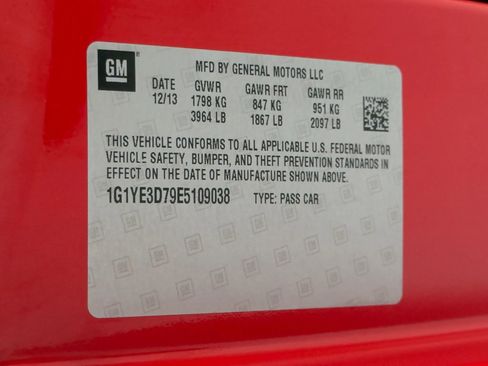 GM
MFD BY GENERAL MOTORS LLC
DATE GVWR GAWR FRT GAWR RR
12/13 1798 KG 847 KG 951 KG
3964 LB 1867 LB 2097 LB
THIS VEHICLE CONFORMS TO ALL APPLICABLE U.S. FEDERAL MOTOR
VEHICLE SAFETY, BUMPER, AND THEFT PREVENTION STANDARDS IN
EFFECT ON THE DATE OF MANUFACTURE SHOWN ABOVE.
1G1YE3D79E5109038 TYPE: PASS CAR